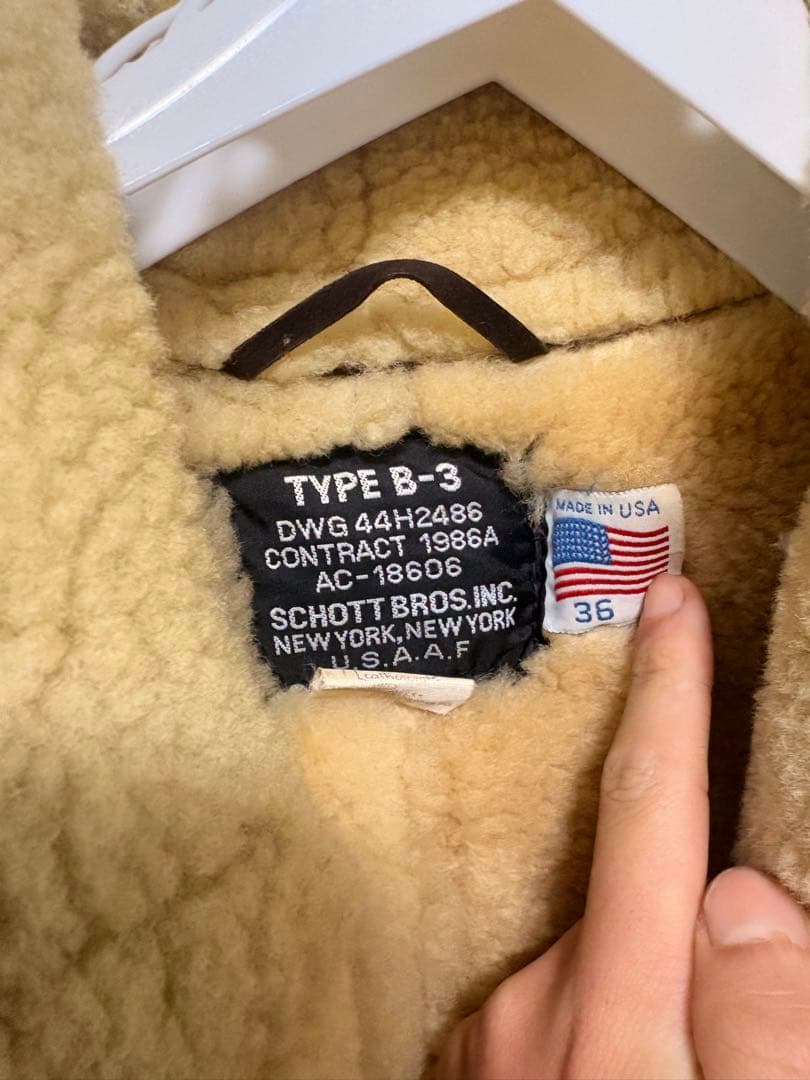 TYPE B-3
DWG 44H2486
CONTRACT 1986A
AC-18606
SCHOTT BROS.INC.
NEW YORK, NEW YORK
U.S.A.A.F
MADE IN USA
36